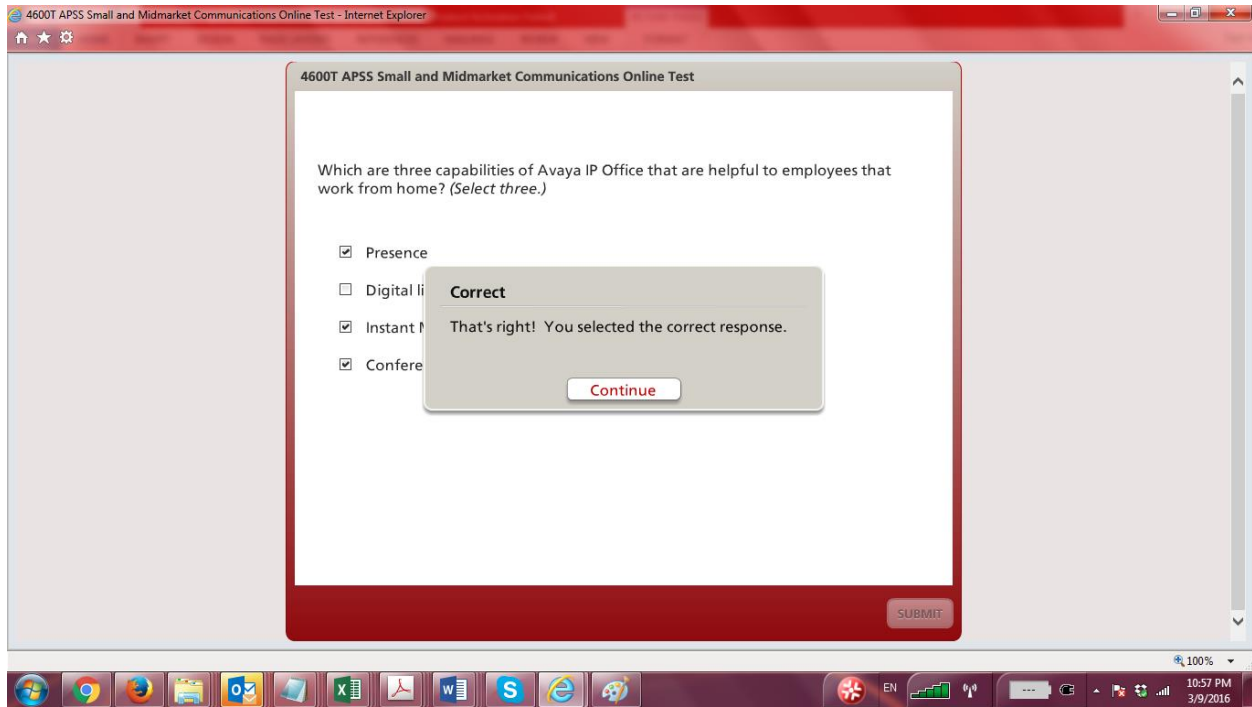 4600T APSS Small and Midmarket Communications Online Test - Internet Explorer
4600T APSS Small and Midmarket Communications Online Test
Which are three capabilities of Avaya IP Office that are helpful to employees that
work from home? (Select three.)
Presence
Digital li
Instant
Confere
Correct
That's right! You selected the correct response.
Continue
SUBMIT
100%
EN
10:57 PM
3/9/2016